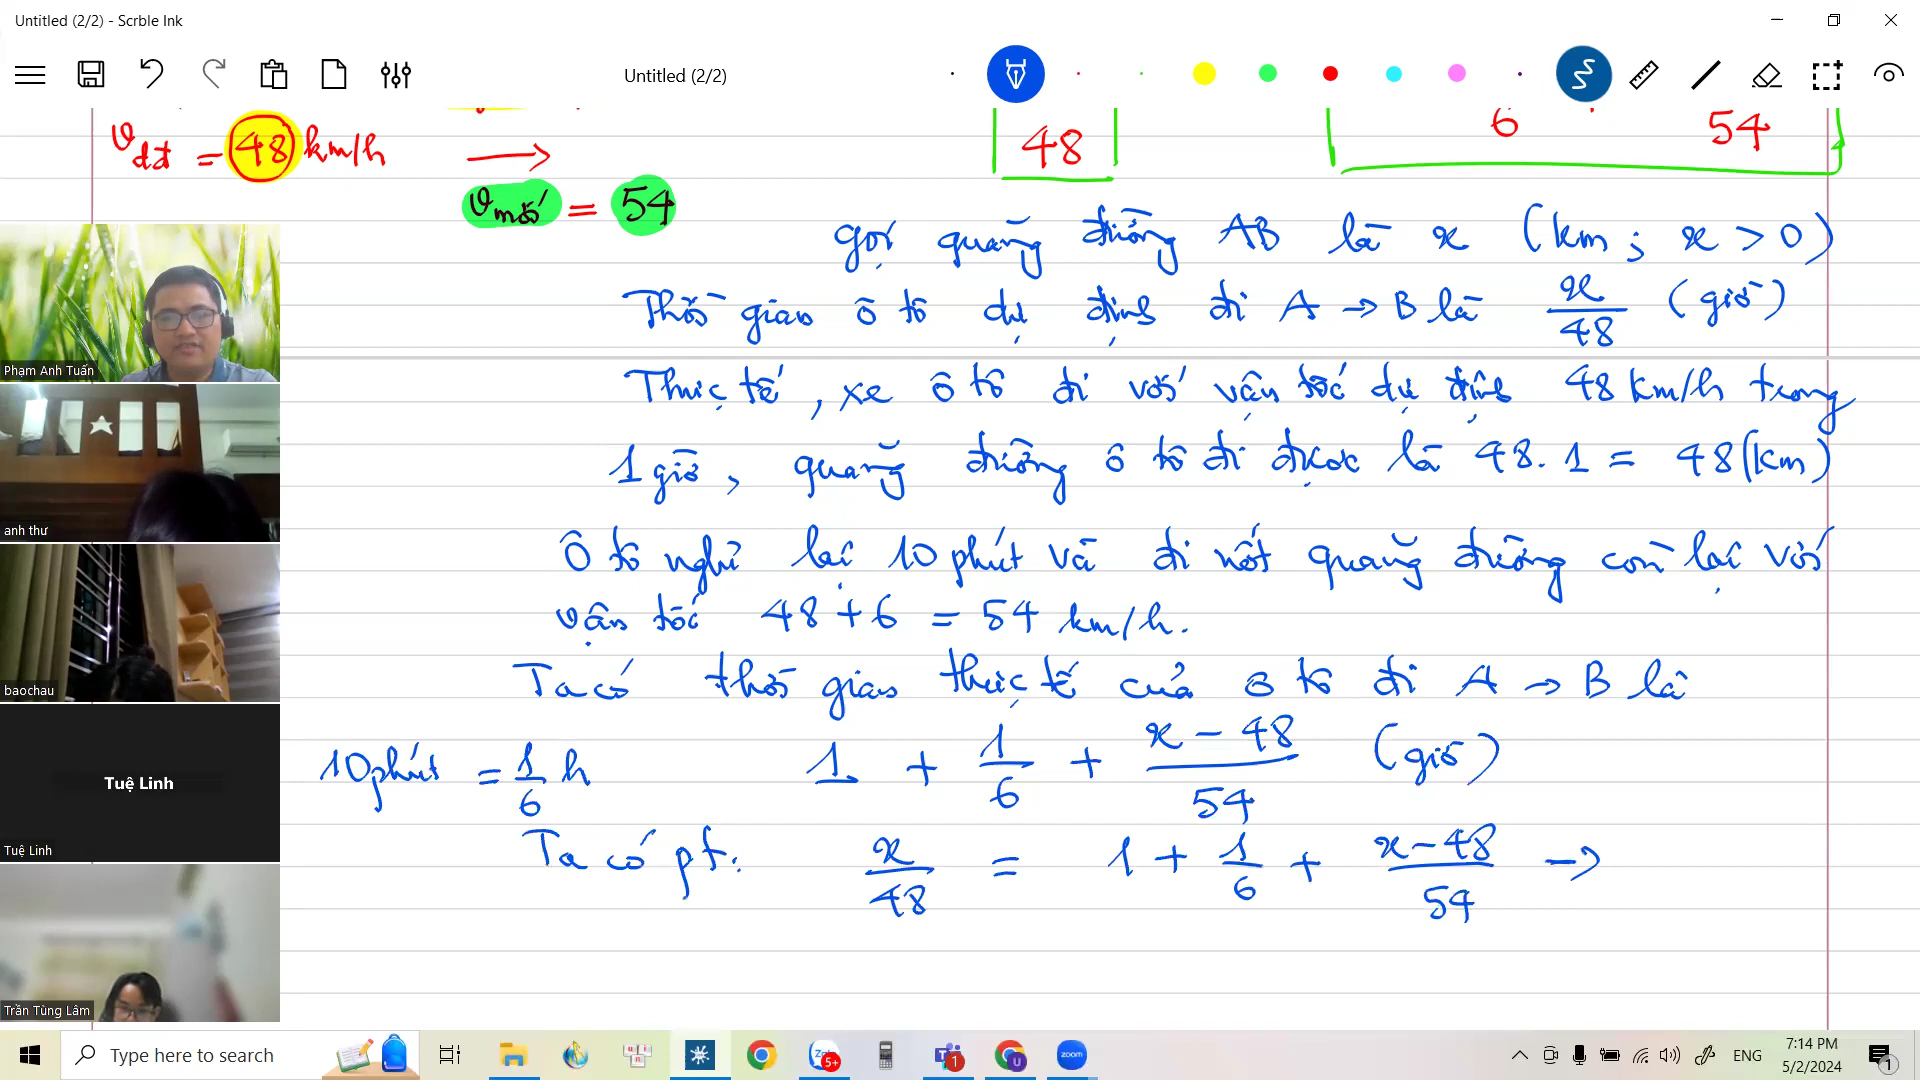 Untitled (2/2) - Scrble Ink
Untitled (2/2)
v dđ = 48 km/h
v mới = 54
48
6
54
gọi quãng đường AB là x (km; x > 0)
Thời gian ô tô dự định đi A → B là x/48 (giờ)
Thực tế, xe ô tô đi với vận tốc dự định 48 km/h trong
1 giờ, quãng đường ô tô đi được là 48.1 = 48 (km)
Ô tô nghỉ lại 10 phút và đi nốt quãng đường còn lại với
vận tốc 48 + 6 = 54 km/h.
Ta có thời gian thực tế của ô tô đi A → B là
10 phút = 1/6 h
1 + 1/6 + (x - 48)/54 (giờ)
Ta có pt: x/48 = 1 + 1/6 + (x - 48)/54 →
Phạm Anh Tuấn
anh thư
baochau
Tuệ Linh
Tuệ Linh
Trần Tùng Lâm
Type here to search
5+
1
zoom
ENG
7:14 PM
5/2/2024
1